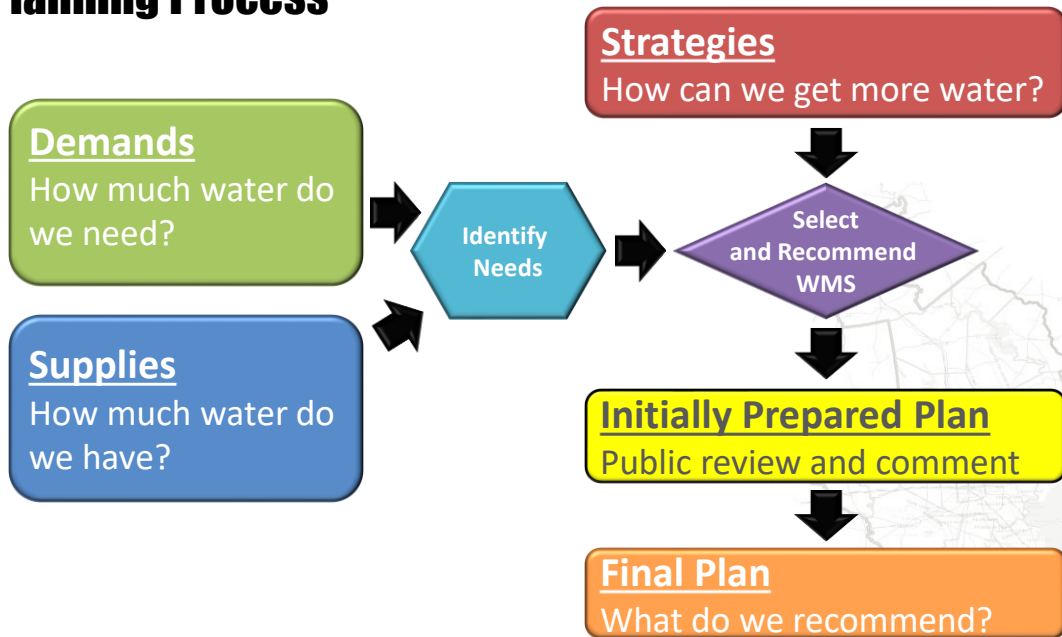 Process
Strategies
How can we get more water?
Demands
How much water do
we need?
Identify
Needs
Select
and Recommend
WMS
Supplies
How much water do
we have?
Initially Prepared Plan
Public review and comment
Final Plan
What do we recommend?